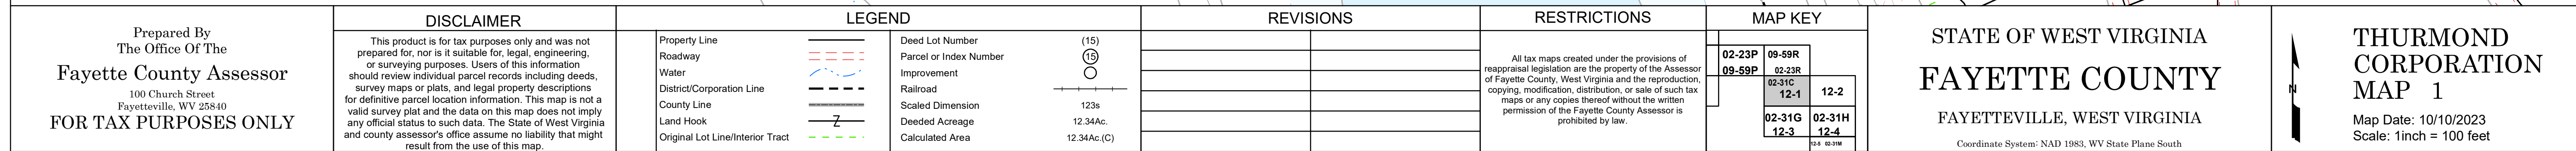 Prepared By
The Office Of The
Fayette County Assessor
100 Church Street
Fayetteville, WV 25840
FOR TAX PURPOSES ONLY
DISCLAIMER
This product is for tax purposes only and was not
prepared for, nor is it suitable for, legal, engineering,
or surveying purposes. Users of this information
should review individual parcel records including deeds,
survey maps or plats, and legal property descriptions
for definitive parcel location information. This map is not a
valid survey plat and the data on this map does not imply
any official status to such data. The State of West Virginia
and county assessor's office assume no liability that might
result from the use of this map.
LEGEND
Property Line
Roadway
Water
District/Corporation Line
County Line
Land Hook Z
Original Lot Line/Interior Tract
Deed Lot Number (15)
Parcel or Index Number 15
Improvement
Railroad
Scaled Dimension 123s
Deeded Acreage 12.34Ac.
Calculated Area 12.34Ac.(C)
REVISIONS
RESTRICTIONS
All tax maps created under the provisions of
reappraisal legislation are the property of the Assessor
of Fayette County, West Virginia and the reproduction,
copying, modification, distribution, or sale of such tax
maps or any copies thereof without the written
permission of the Fayette County Assessor is
prohibited by law.
MAP KEY
02-23P 09-59R
09-59P 02-23R
02-31C
12-1 12-2
02-31G 02-31H
12-3 12-4
12-5 02-31M
STATE OF WEST VIRGINIA
FAYETTE COUNTY
FAYETTEVILLE, WEST VIRGINIA
Coordinate System: NAD 1983, WV State Plane South
N
THURMOND
CORPORATION
MAP 1
Map Date: 10/10/2023
Scale: 1inch = 100 feet